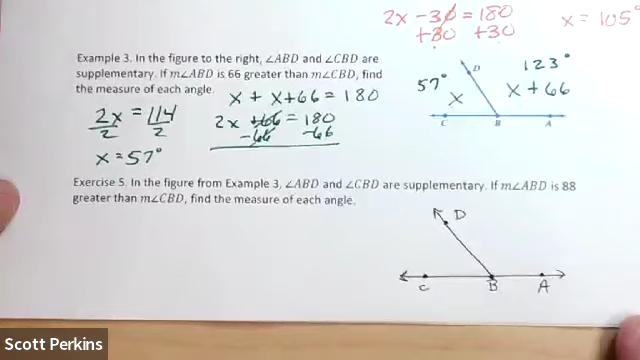 2x - 30 = 180
+30 +30
x = 105°
Example 3. In the figure to the right, ∠ABD and ∠CBD are
supplementary. If m∠ABD is 66 greater than m∠CBD, find
the measure of each angle.
x + x+66 = 180
2x +66 = 180
-66 -66
2x = 114
2 2
x = 57°
57°
x
D
123°
x + 66
C B A
Exercise 5. In the figure from Example 3, ∠ABD and ∠CBD are supplementary. If m∠ABD is 88
greater than m∠CBD, find the measure of each angle.
D
C B A
Scott Perkins